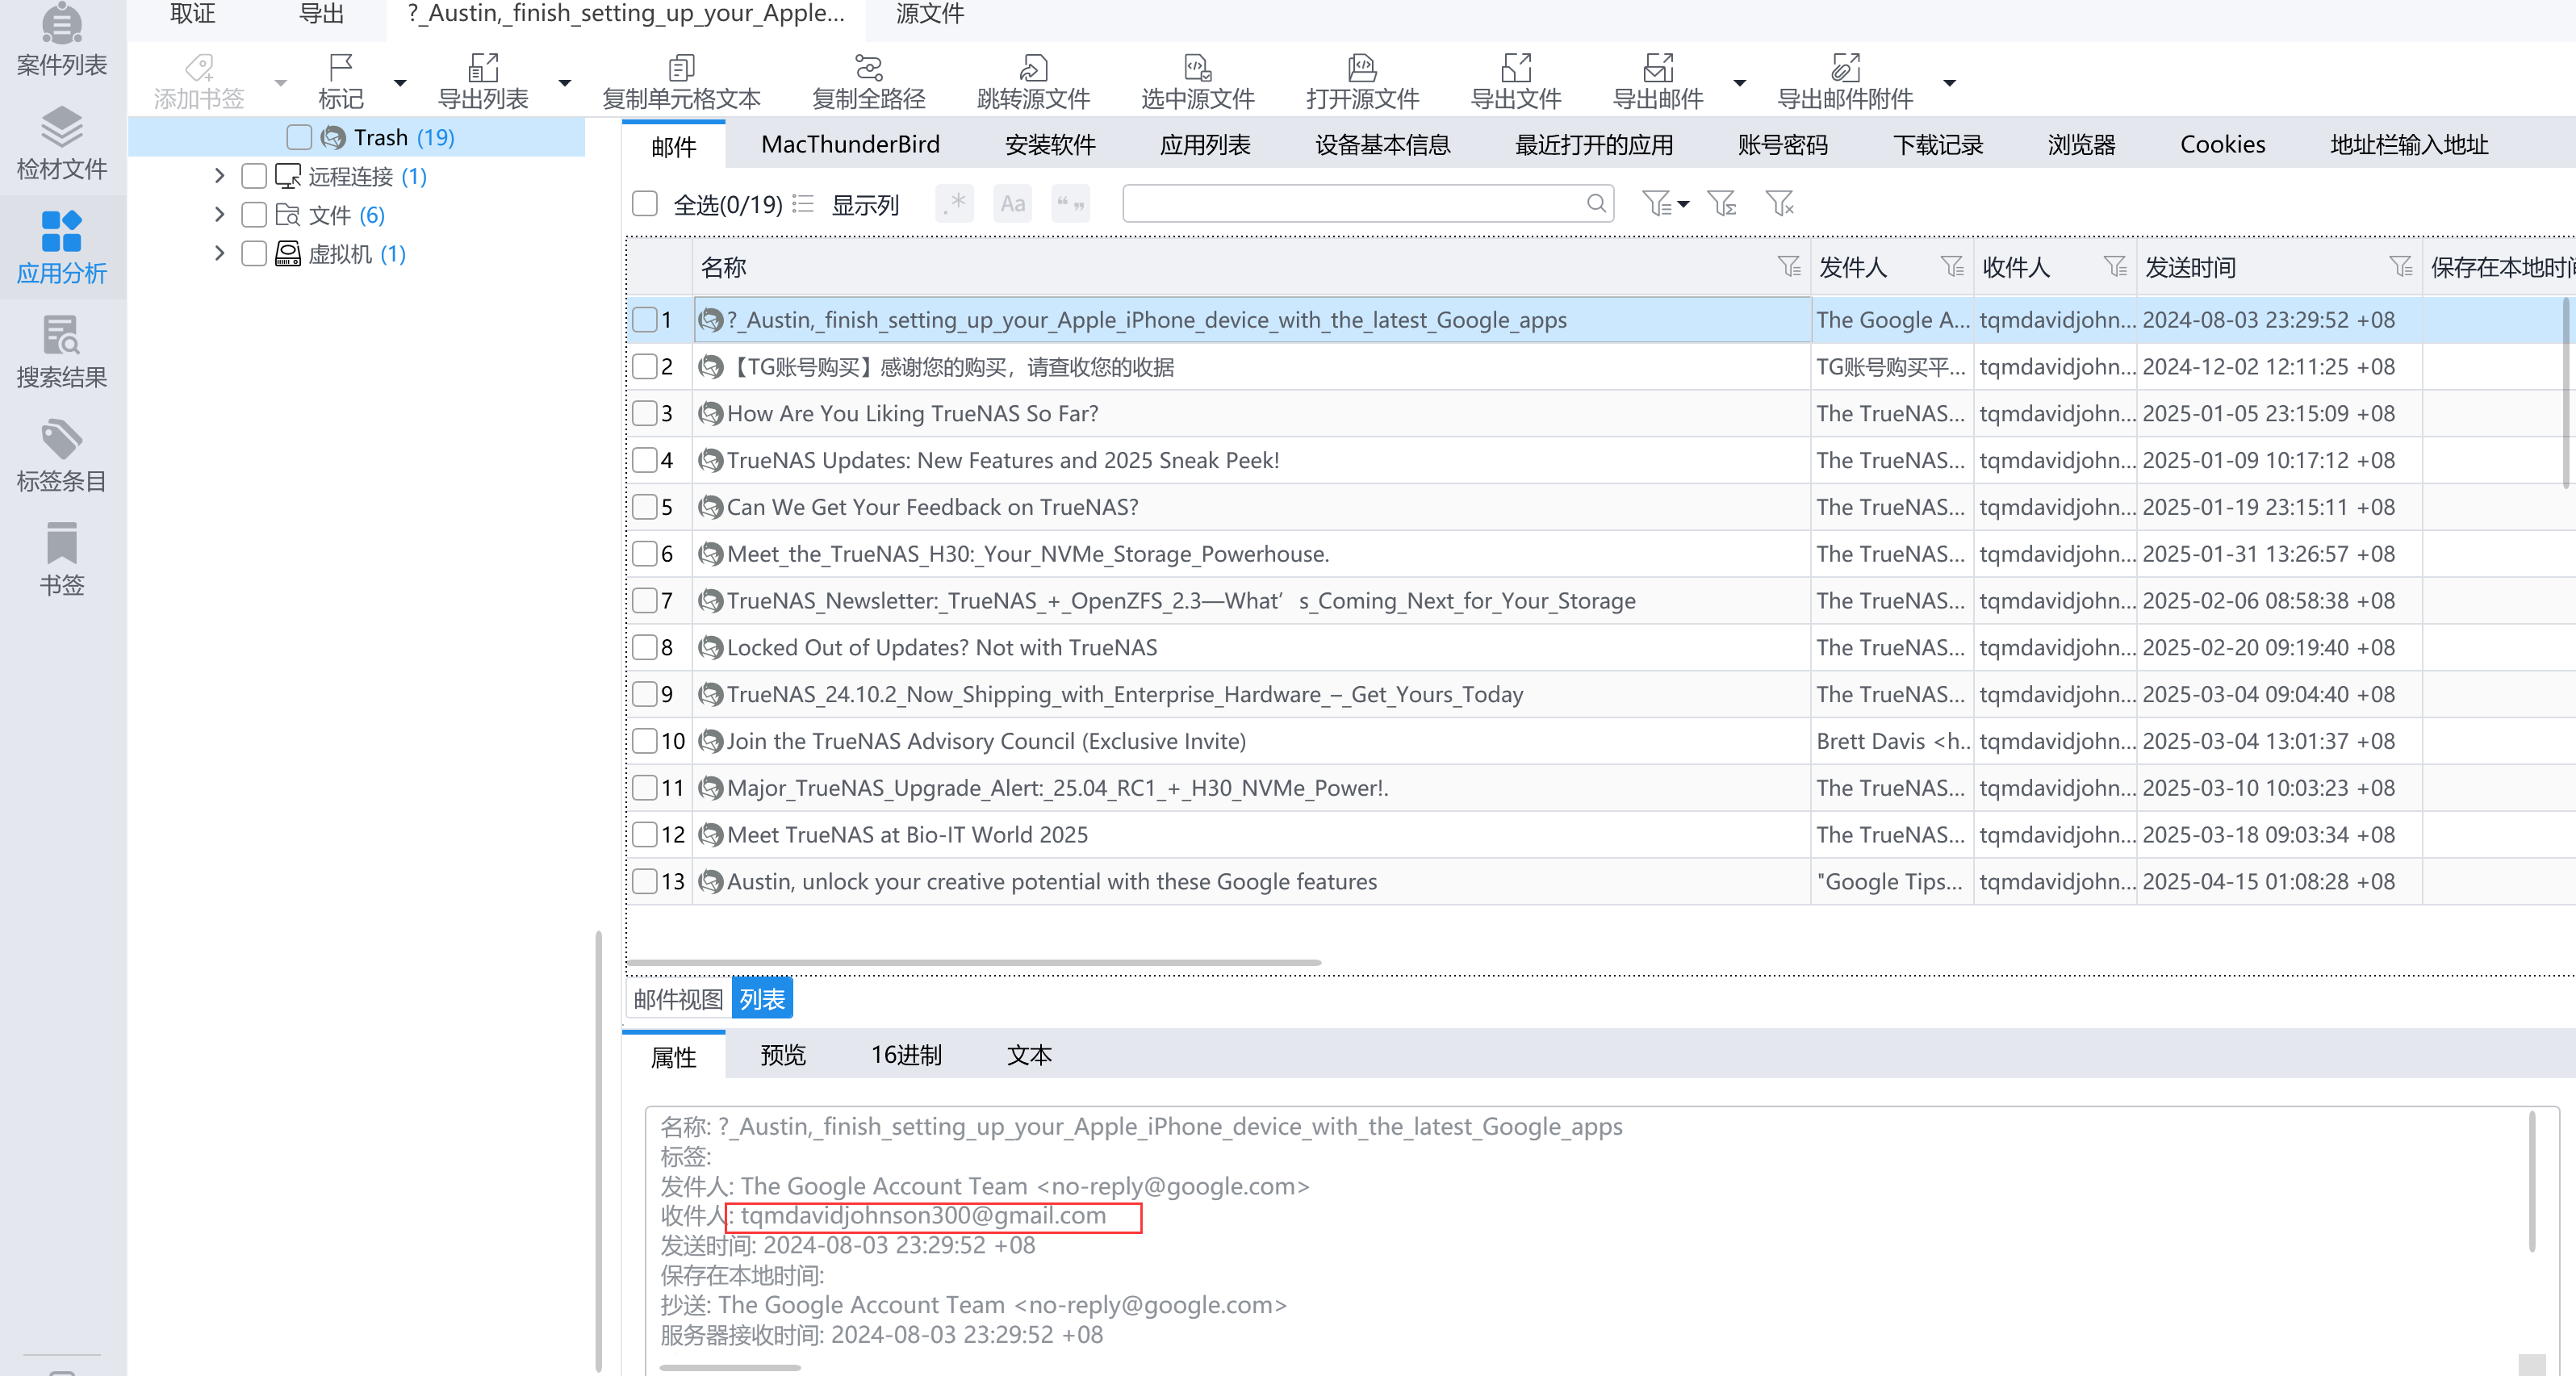 取证 导出 ?_Austin,_finish_setting_up_your_Apple... 源文件
案件列表
检材文件
应用分析
搜索结果
标签条目
书签
添加书签 标记 导出列表 复制单元格文本 复制全路径 跳转源文件 选中源文件 打开源文件 导出文件 导出邮件 导出邮件附件
Trash (19)
远程连接 (1)
文件 (6)
虚拟机 (1)
邮件 MacThunderBird 安装软件 应用列表 设备基本信息 最近打开的应用 账号密码 下载记录 浏览器 Cookies 地址栏输入地址
全选(0/19) 显示列 .* Aa “ ”
名称 发件人 收件人 发送时间 保存在本地时间
1 ?_Austin,_finish_setting_up_your_Apple_iPhone_device_with_the_latest_Google_apps The Google A... tqmdavidjohn... 2024-08-03 23:29:52 +08
2 【TG账号购买】感谢您的购买，请查收您的收据 TG账号购买平... tqmdavidjohn... 2024-12-02 12:11:25 +08
3 How Are You Liking TrueNAS So Far? The TrueNAS... tqmdavidjohn... 2025-01-05 23:15:09 +08
4 TrueNAS Updates: New Features and 2025 Sneak Peek! The TrueNAS... tqmdavidjohn... 2025-01-09 10:17:12 +08
5 Can We Get Your Feedback on TrueNAS? The TrueNAS... tqmdavidjohn... 2025-01-19 23:15:11 +08
6 Meet_the_TrueNAS_H30:_Your_NVMe_Storage_Powerhouse. The TrueNAS... tqmdavidjohn... 2025-01-31 13:26:57 +08
7 TrueNAS_Newsletter:_TrueNAS_+_OpenZFS_2.3—What’s_Coming_Next_for_Your_Storage The TrueNAS... tqmdavidjohn... 2025-02-06 08:58:38 +08
8 Locked Out of Updates? Not with TrueNAS The TrueNAS... tqmdavidjohn... 2025-02-20 09:19:40 +08
9 TrueNAS_24.10.2_Now_Shipping_with_Enterprise_Hardware_–_Get_Yours_Today The TrueNAS... tqmdavidjohn... 2025-03-04 09:04:40 +08
10 Join the TrueNAS Advisory Council (Exclusive Invite) Brett Davis <h.. tqmdavidjohn... 2025-03-04 13:01:37 +08
11 Major_TrueNAS_Upgrade_Alert:_25.04_RC1_+_H30_NVMe_Power!. The TrueNAS... tqmdavidjohn... 2025-03-10 10:03:23 +08
12 Meet TrueNAS at Bio-IT World 2025 The TrueNAS... tqmdavidjohn... 2025-03-18 09:03:34 +08
13 Austin, unlock your creative potential with these Google features "Google Tips... tqmdavidjohn... 2025-04-15 01:08:28 +08
邮件视图 列表
属性 预览 16进制 文本
名称: ?_Austin,_finish_setting_up_your_Apple_iPhone_device_with_the_latest_Google_apps
标签:
发件人: The Google Account Team <no-reply@google.com>
收件人: tqmdavidjohnson300@gmail.com
发送时间: 2024-08-03 23:29:52 +08
保存在本地时间:
抄送: The Google Account Team <no-reply@google.com>
服务器接收时间: 2024-08-03 23:29:52 +08